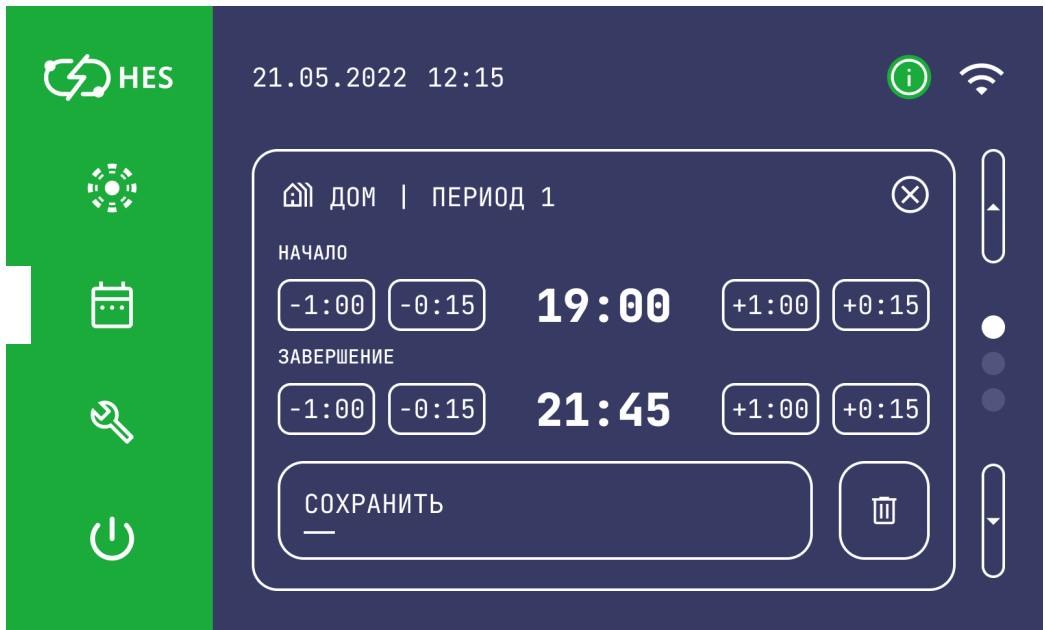 HES
21.05.2022 12:15
ДОМ | ПЕРИОД 1
НАЧАЛО
-1:00 -0:15 19:00 +1:00 +0:15
ЗАВЕРШЕНИЕ
-1:00 -0:15 21:45 +1:00 +0:15
СОХРАНИТЬ